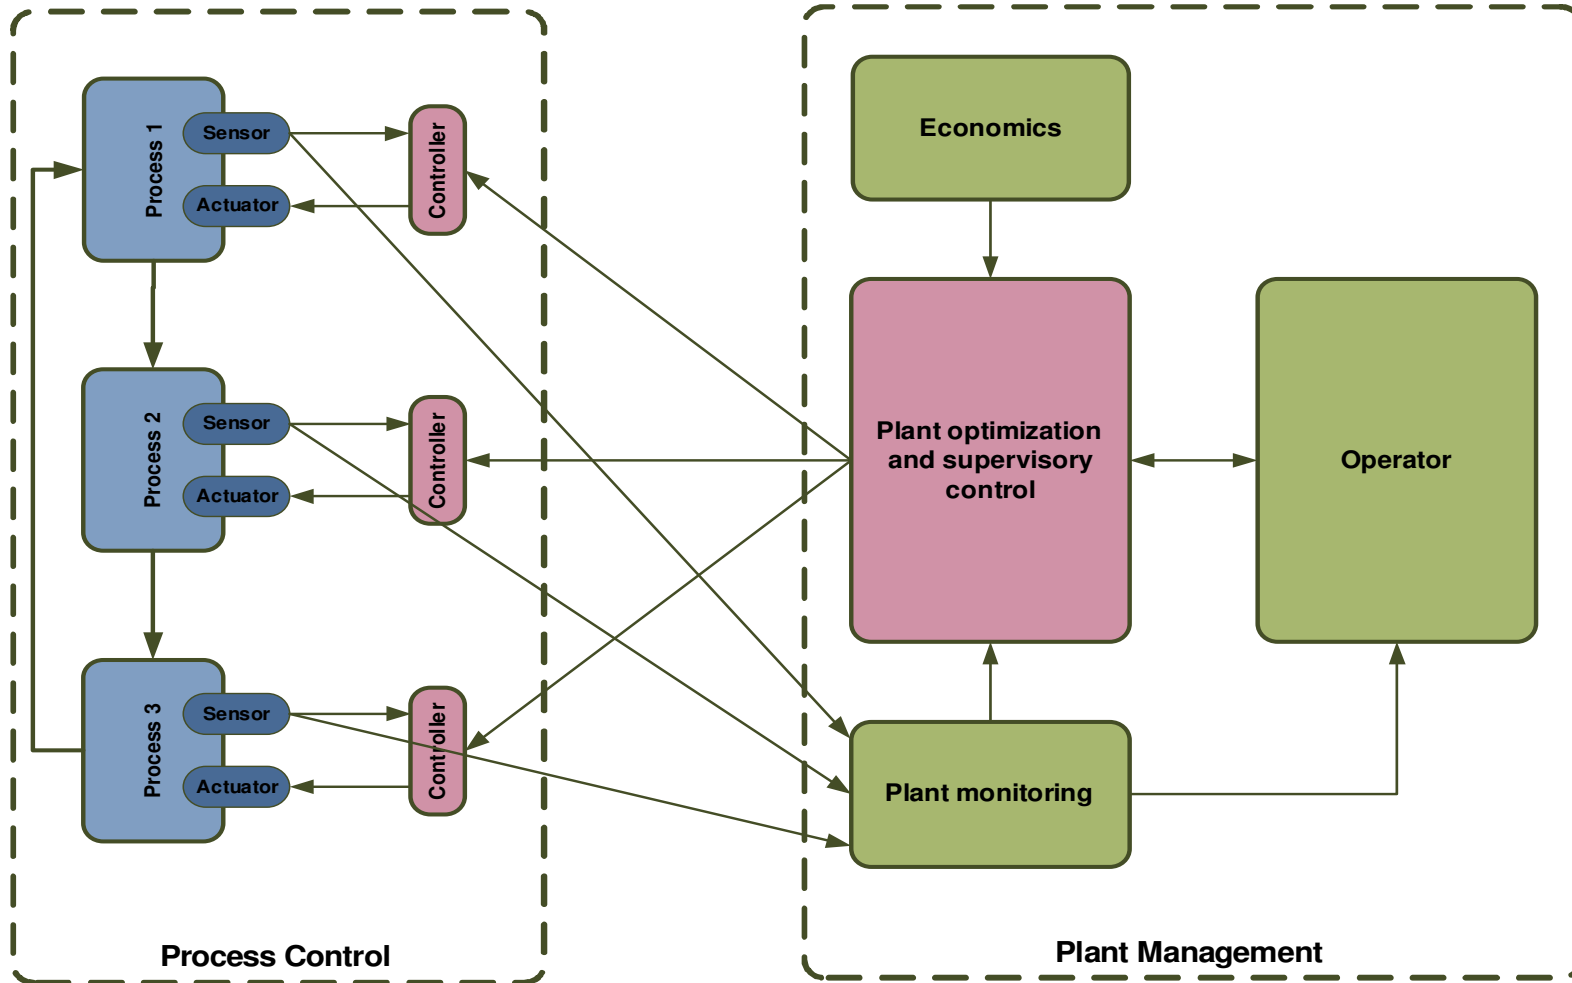 Process 1
Sensor
Actuator
Controller
Process 2
Sensor
Actuator
Controller
Process 3
Sensor
Actuator
Controller
Process Control
Economics
Plant optimization
and supervisory
control
Operator
Plant monitoring
Plant Management